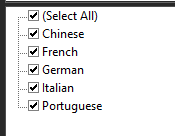 (Select All)
Chinese
French
German
Italian
Portuguese